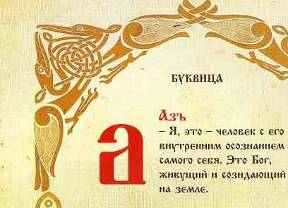 БУКВИЦА
а
Азъ
– Я, это – человек с его
внутренним осознанием
самого себя. Это Бог,
живущий и созидающий
на земле.